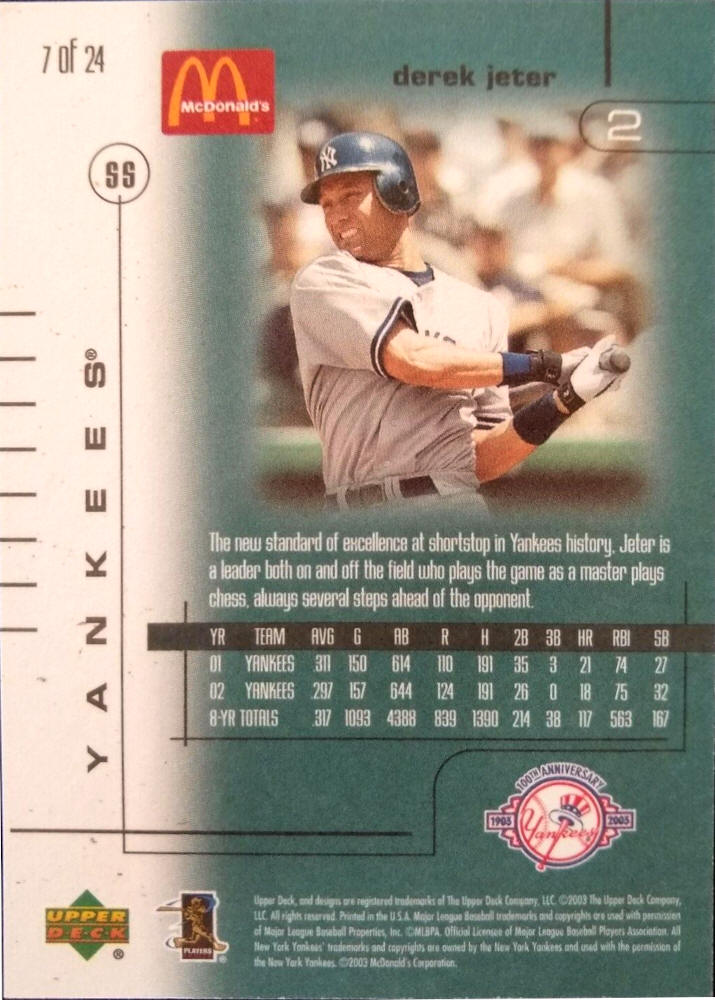 7 of 24
McDonald's
derek jeter
2
SS
NY
YANKEES®
The new standard of excellence at shortstop in Yankees history, Jeter is
a leader both on and off the field who plays the game as a master plays
chess, always several steps ahead of the opponent.
YR TEAM AVG G AB R H 2B 3B HR RBI SB
01 YANKEES .311 150 614 110 191 35 3 21 74 27
02 YANKEES .297 157 644 124 191 26 0 18 75 32
8-YR TOTALS .317 1093 4388 839 1390 214 38 117 563 167
100TH ANNIVERSARY
1903 Yankees 2003
UPPER
DECK
®
PLAYERS
Upper Deck, and designs are registered trademarks of The Upper Deck Company, LLC. ©2003 The Upper Deck Company,
LLC. All rights reserved. Printed in the U.S.A. Major League Baseball trademarks and copyrights are used with permission
of Major League Baseball Properties, Inc. ©MLBPA. Official Licensee of Major League Baseball Players Association. All
New York Yankees' trademarks and copyrights are owned by the New York Yankees and used with the permission of
the New York Yankees. ©2003 McDonald's Corporation.